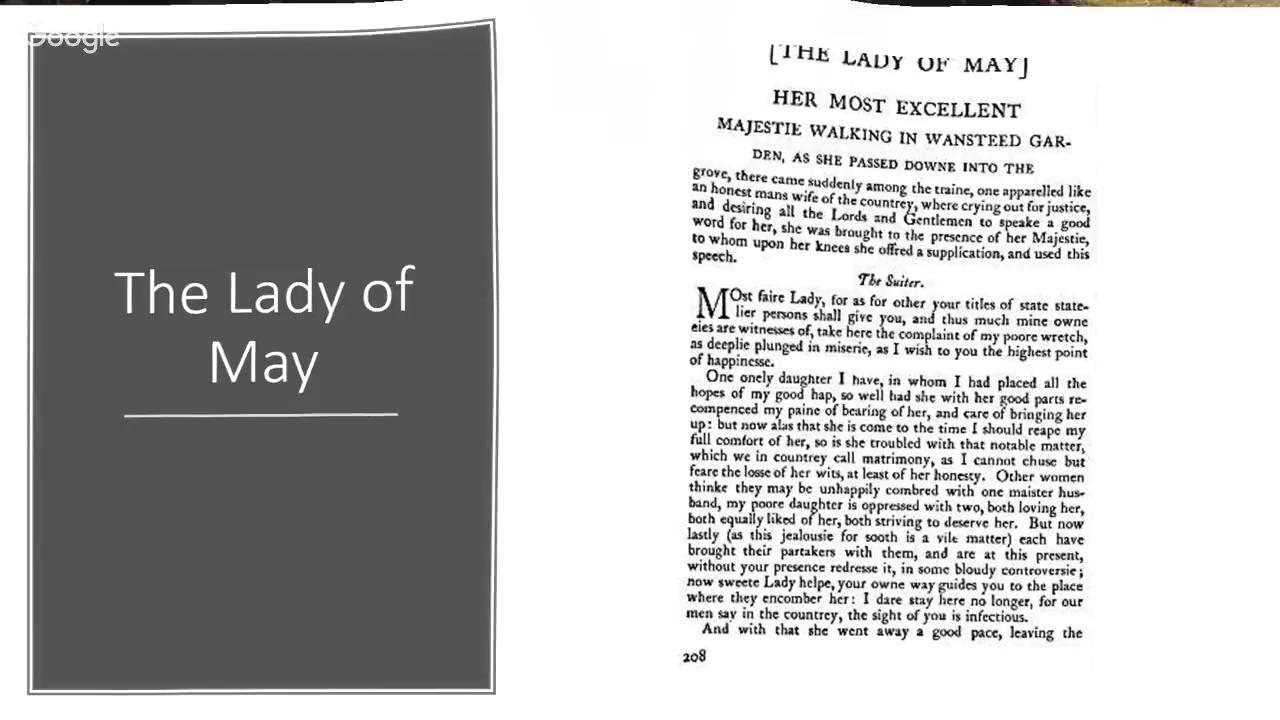 Google
The Lady of
May
[THE LADY OF MAY]
HER MOST EXCELLENT
MAJESTIE WALKING IN WANSTEED GAR-
DEN, AS SHE PASSED DOWNE INTO THE
grove, there came suddenly among the traine, one apparelled like
an honest mans wife of the countrey, where crying out for justice,
and desiring all the Lords and Gentlemen to speake a good
word for her, she was brought to the presence of her Majestie,
to whom upon her knees she offred a supplication, and used this
speech.
The Suiter.
MOst faire Lady, for as for other your titles of state state-
lier persons shall give you, and thus much mine owne
eies are witnesses of, take here the complaint of my poore wretch,
as deeplie plunged in miserie, as I wish to you the highest point
of happinesse.
One onely daughter I have, in whom I had placed all the
hopes of my good hap, so well had she with her good parts re-
compenced my paine of bearing of her, and care of bringing her
up: but now alas that she is come to the time I should reape my
full comfort of her, so is she troubled with that notable matter,
which we in countrey call matrimony, as I cannot chuse but
feare the losse of her wits, at least of her honesty. Other women
thinke they may be unhappily combred with one maister hus-
band, my poore daughter is oppressed with two, both loving her,
both equally liked of her, both striving to deserve her. But now
lastly (as this jealousie for sooth is a vile matter) each have
brought their partakers with them, and are at this present,
without your presence redresse it, in some bloudy controversie;
now sweete Lady helpe, your owne way guides you to the place
where they encomber her: I dare stay here no longer, for our
men say in the countrey, the sight of you is infectious.
And with that she went away a good pace, leaving the
208